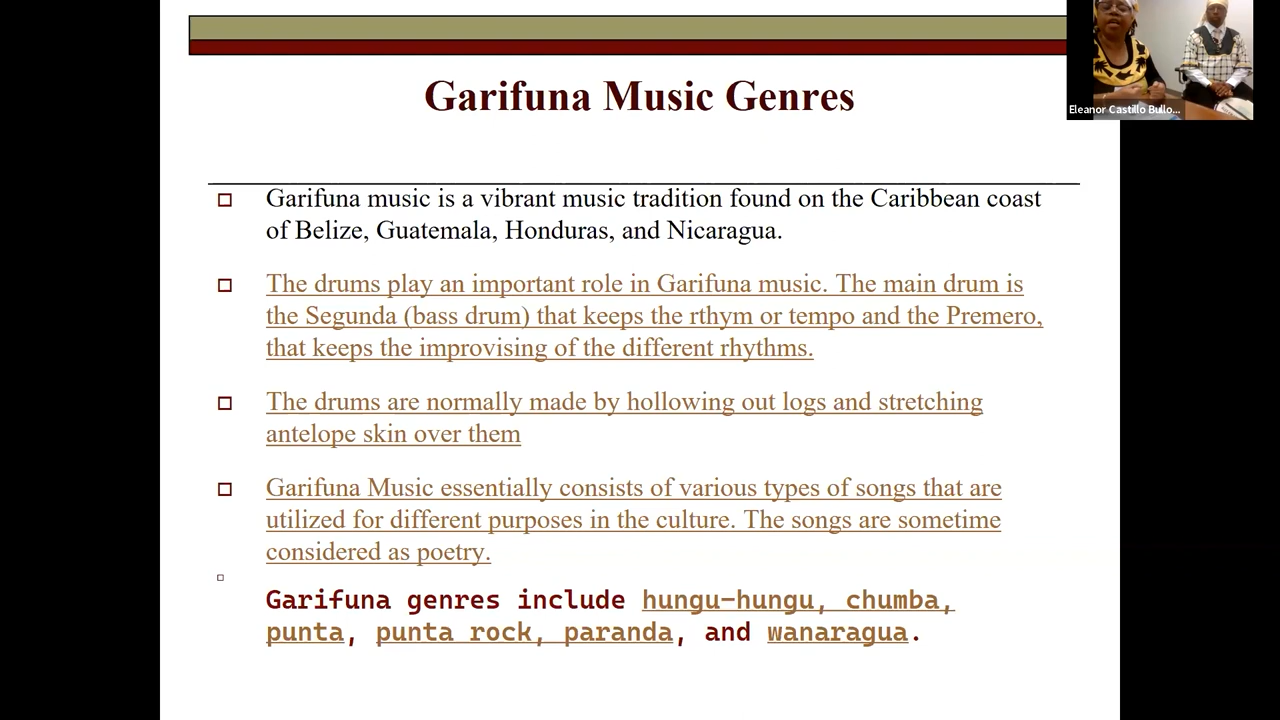 Garifuna Music Genres
Eleanor Castillo Bullo...
Garifuna music is a vibrant music tradition found on the Caribbean coast
of Belize, Guatemala, Honduras, and Nicaragua.
The drums play an important role in Garifuna music. The main drum is
the Segunda (bass drum) that keeps the rthym or tempo and the Premero,
that keeps the improvising of the different rhythms.
The drums are normally made by hollowing out logs and stretching
antelope skin over them
Garifuna Music essentially consists of various types of songs that are
utilized for different purposes in the culture. The songs are sometime
considered as poetry.
Garifuna genres include hungu-hungu, chumba,
punta, punta rock, paranda, and wanaragua.